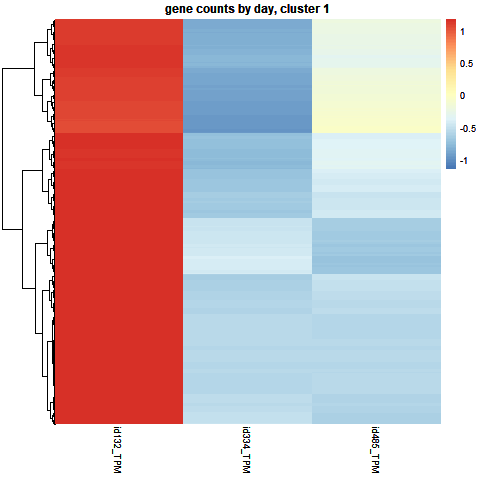 gene counts by day, cluster 1
1
0.5
0
-0.5
-1
id132_TPM
id334_TPM
id485_TPM